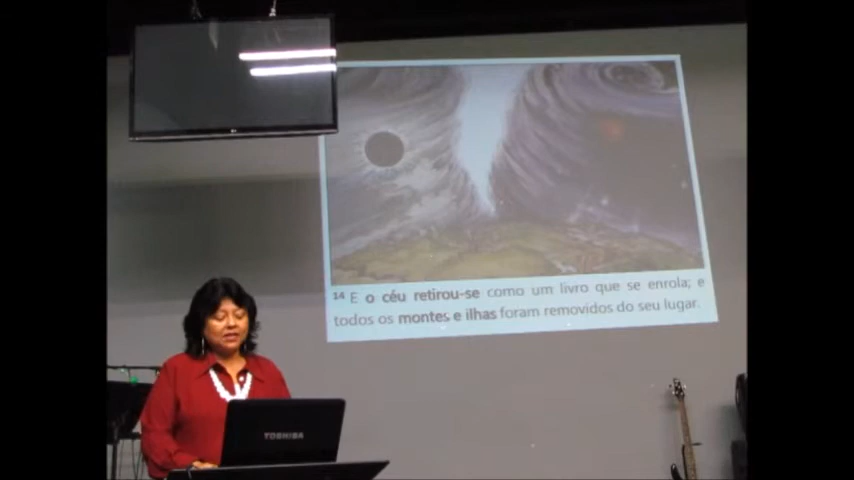 14 E o céu retirou-se como um livro que se enrola; e
todos os montes e ilhas foram removidos do seu lugar.
TOSHIBA